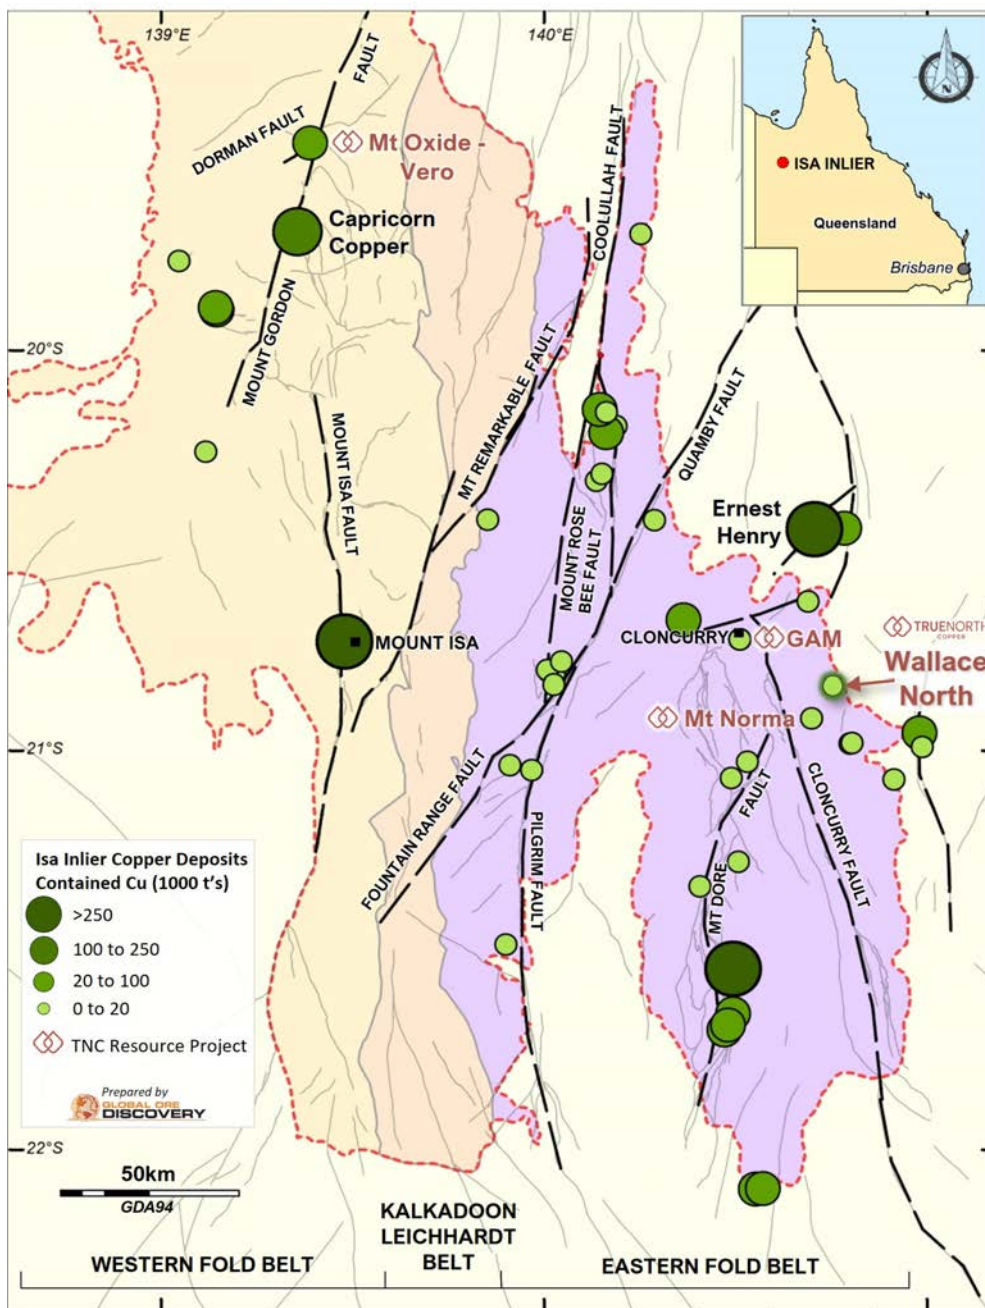 139°E
140°E
FAULT
DORMAN FAULT
Mt Oxide -
Vero
Capricorn
Copper
MOUNT GORDON
COOLULLAH FAULT
N
ISA INLIER
Queensland
Brisbane
20°S
MT REMARKABLE FAULT
QUAMBY FAULT
MOUNT ISA FAULT
MOUNT ROSE
BEE FAULT
Ernest
Henry
MOUNT ISA
CLONCURRY
GAM
TRUENORTH
COPPER
Wallace
North
Mt Norma
21°S
FOUNTAIN RANGE FAULT
PILGRIM FAULT
MT DORE
FAULT
CLONCURRY FAULT
Isa Inlier Copper Deposits
Contained Cu (1000 t's)
>250
100 to 250
20 to 100
0 to 20
TNC Resource Project
Prepared by
GLOBAL ORE
DISCOVERY
22°S
50km
GDA94
WESTERN FOLD BELT
KALKADOON
LEICHHARDT
BELT
EASTERN FOLD BELT